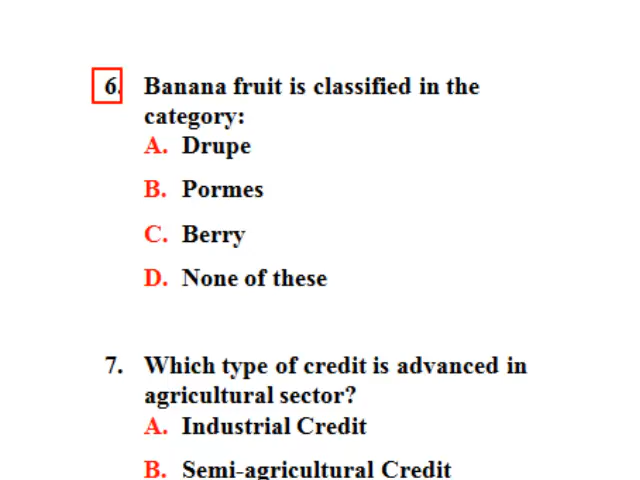 6. Banana fruit is classified in the
category:
A. Drupe
B. Pormes
C. Berry
D. None of these
7. Which type of credit is advanced in
agricultural sector?
A. Industrial Credit
B. Semi-agricultural Credit